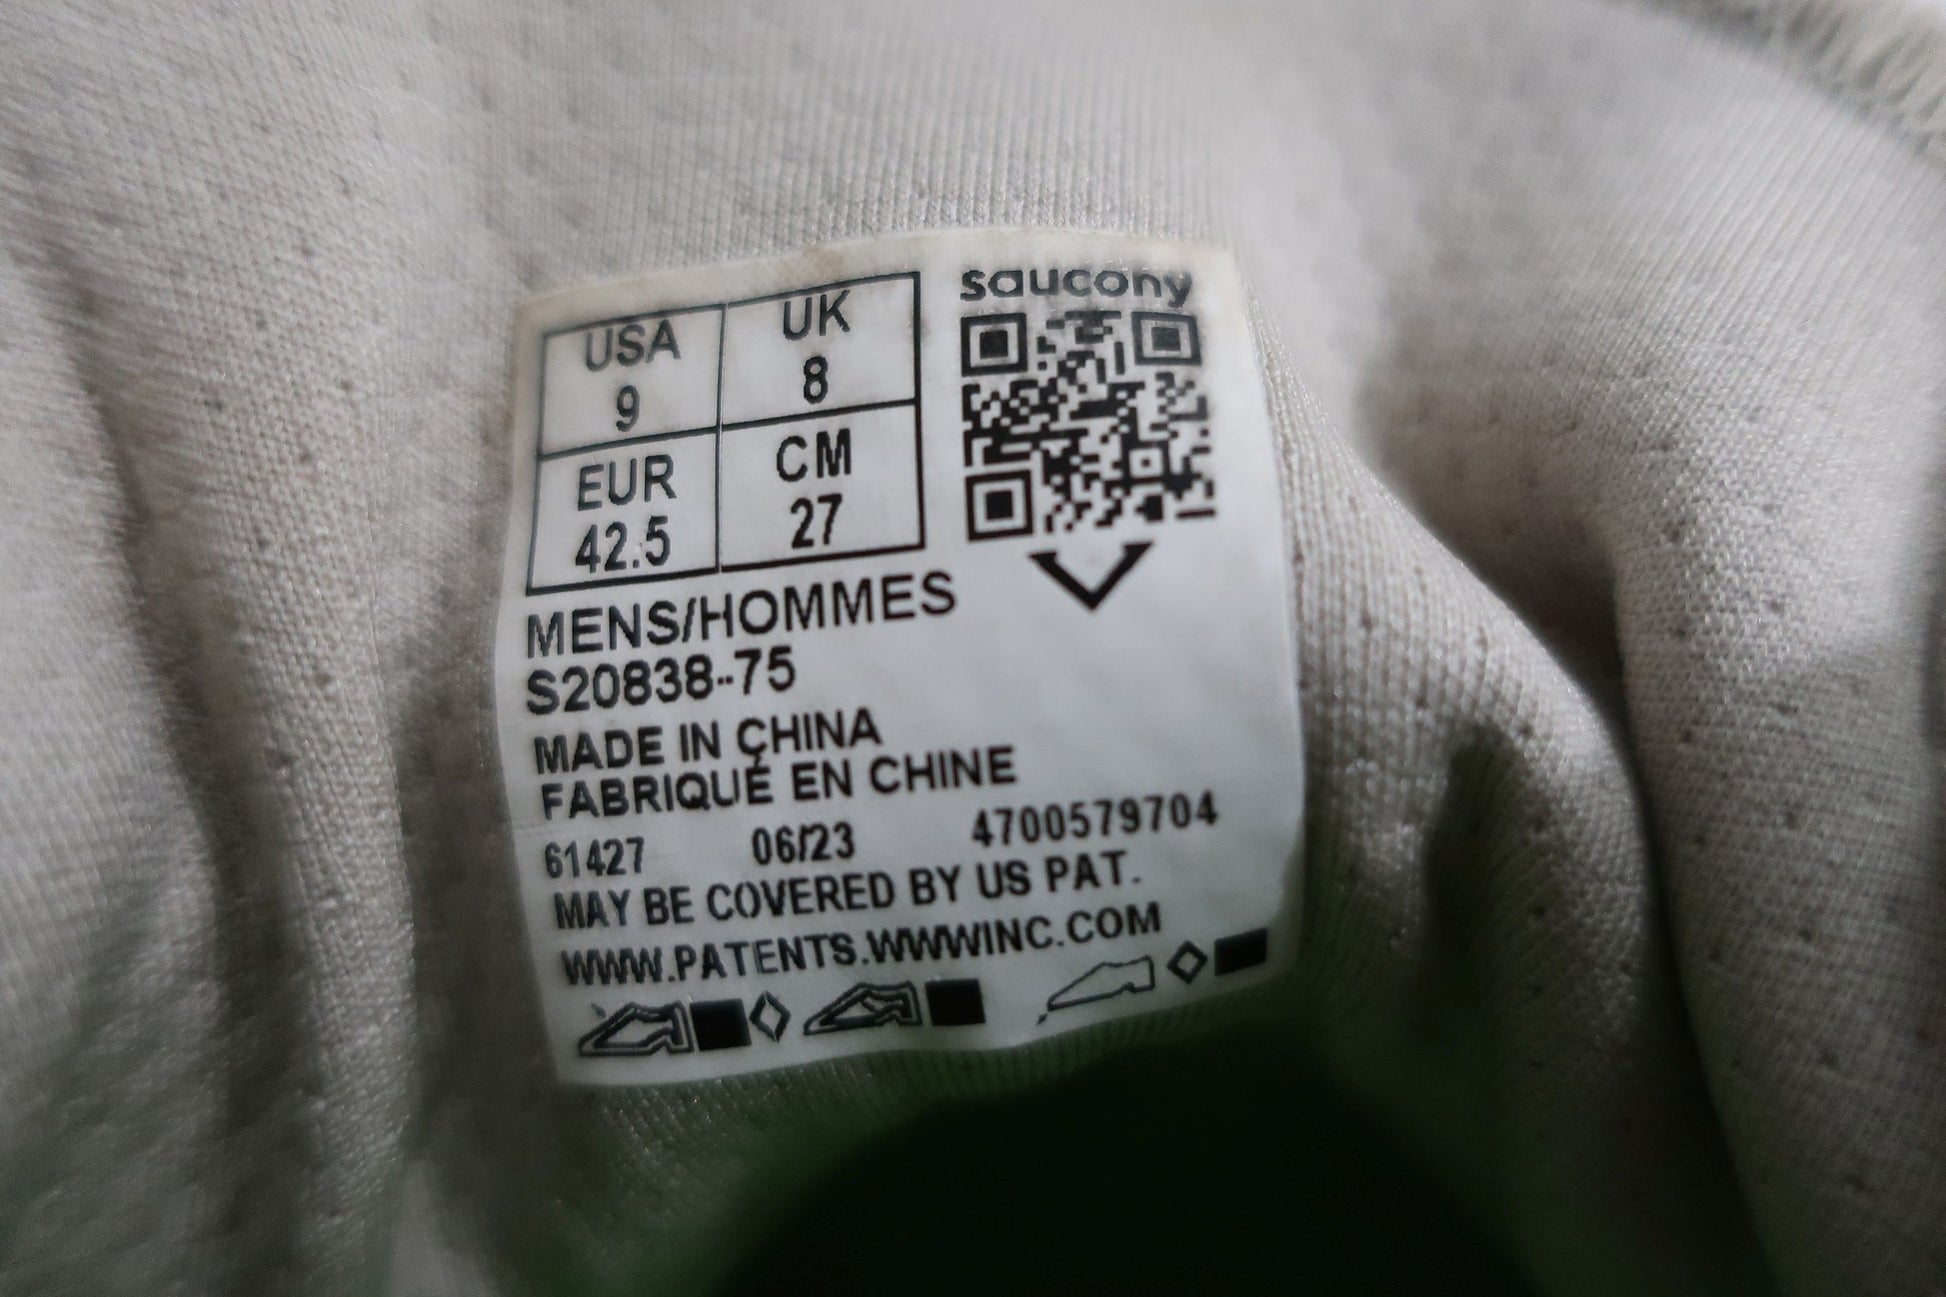 saucony
USA UK
9 8
EUR CM
42.5 27
MENS/HOMMES
S20838-75
MADE IN CHINA
FABRIQUÉ EN CHINE
61427 06/23 4700579704
MAY BE COVERED BY US PAT.
WWW.PATENTS.WWWINC.COM